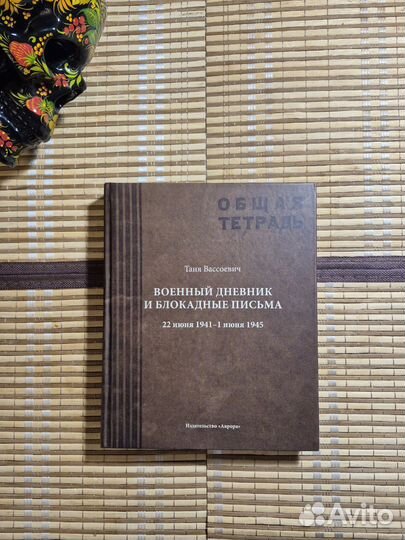 ОБЩАЯ
ТЕТРАДЬ
Таня Вассоевич
ВОЕННЫЙ ДНЕВНИК
И БЛОКАДНЫЕ ПИСЬМА
22 июня 1941–1 июня 1945
Издательство «Аврора»
Avito